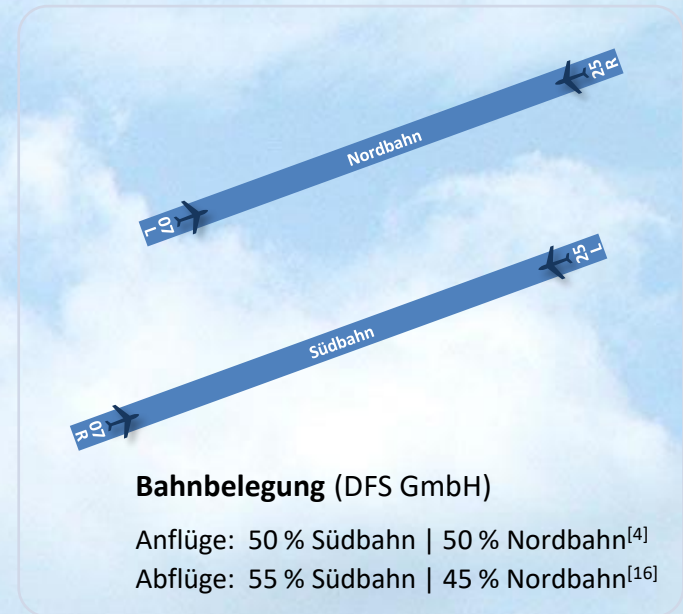 25
R
Nordbahn
07
L
25
L
Südbahn
07
R
Bahnbelegung (DFS GmbH)
Anflüge: 50 % Südbahn | 50 % Nordbahn[4]
Abflüge: 55 % Südbahn | 45 % Nordbahn[16]